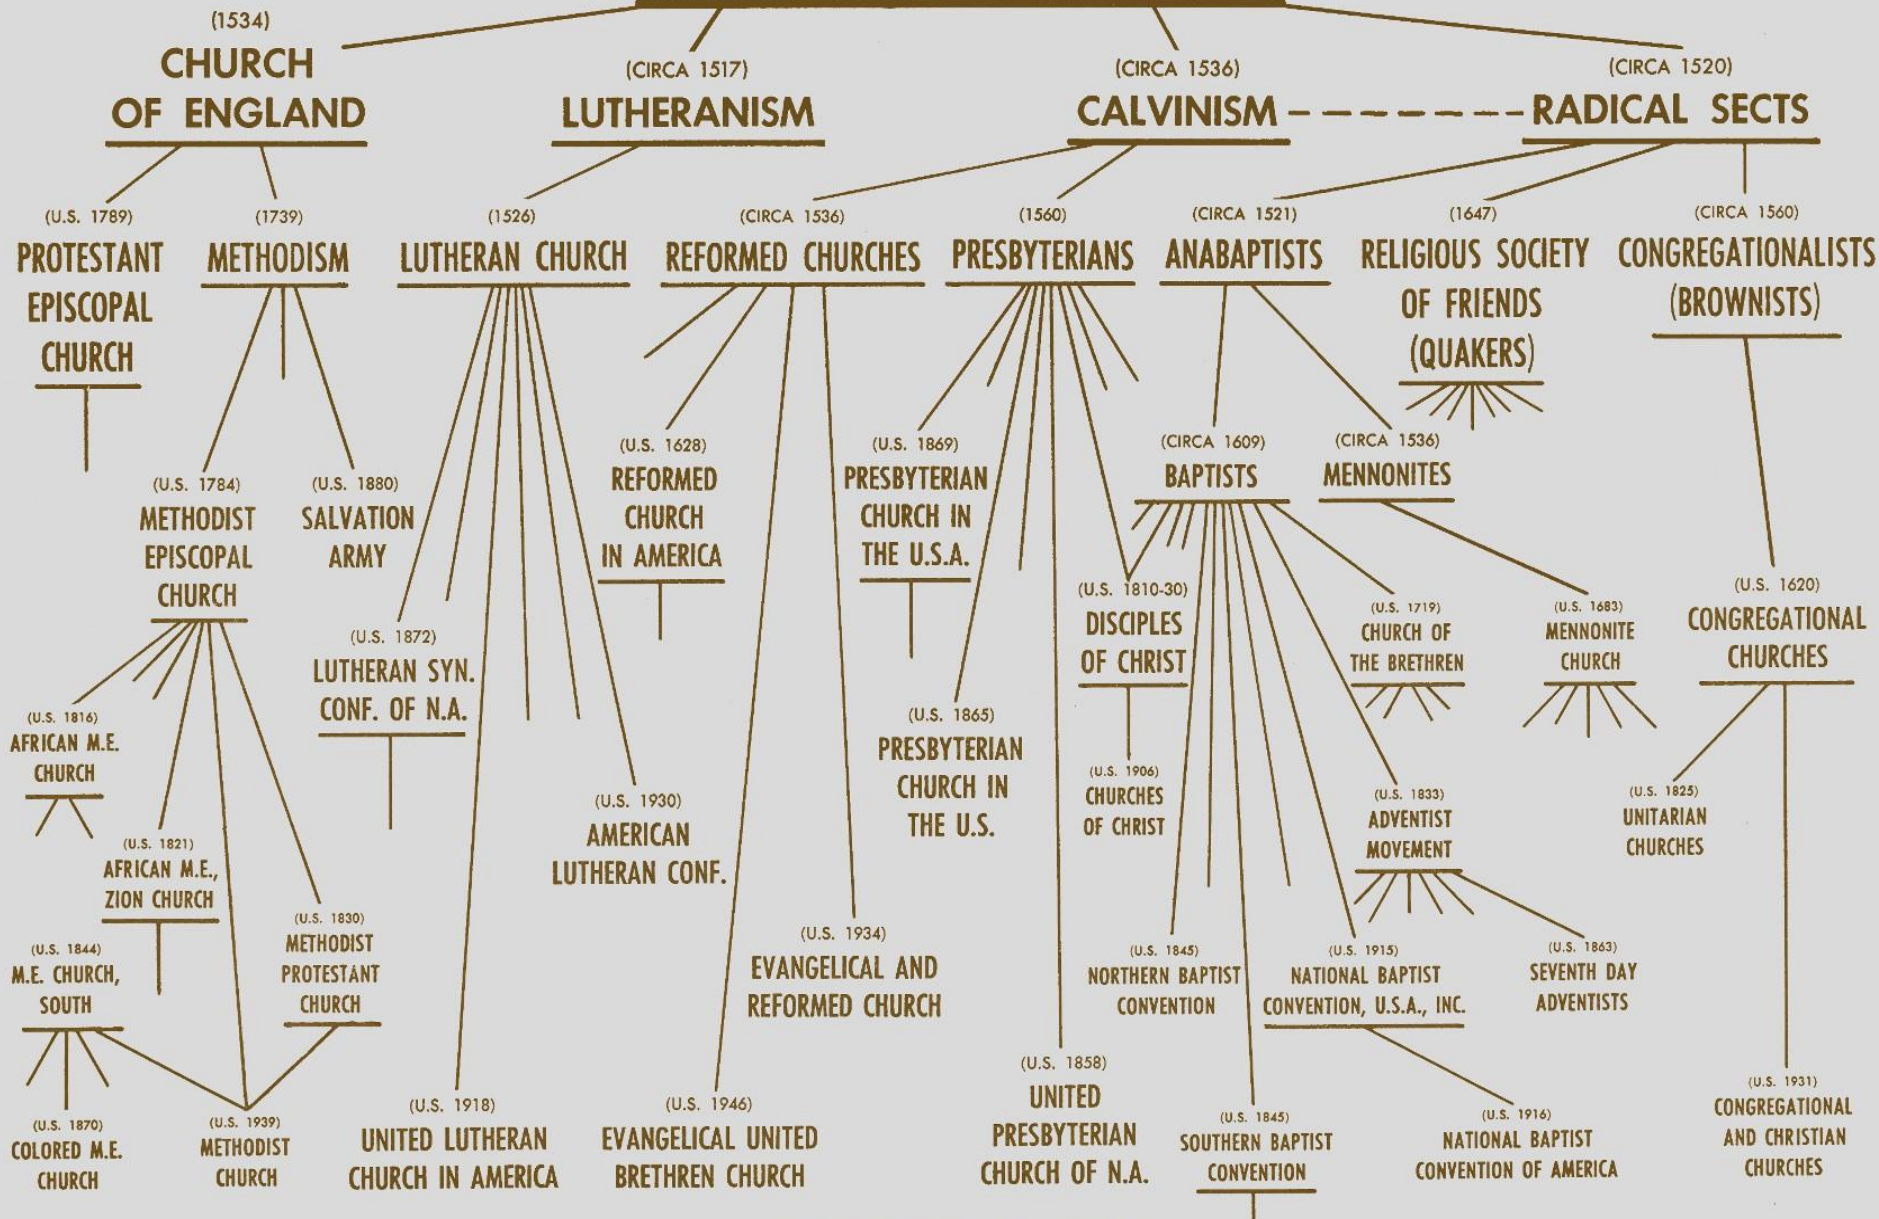 (1534)
CHURCH
OF ENGLAND
(CIRCA 1517)
LUTHERANISM
(CIRCA 1536)
CALVINISM
(CIRCA 1520)
RADICAL SECTS
(U.S. 1789)
PROTESTANT
EPISCOPAL
CHURCH
(1739)
METHODISM
(1526)
LUTHERAN CHURCH
(CIRCA 1536)
REFORMED CHURCHES
(1560)
PRESBYTERIANS
(CIRCA 1521)
ANABAPTISTS
(1647)
RELIGIOUS SOCIETY
OF FRIENDS
(QUAKERS)
(CIRCA 1560)
CONGREGATIONALISTS
(BROWNISTS)
(U.S. 1784)
METHODIST
EPISCOPAL
CHURCH
(U.S. 1880)
SALVATION
ARMY
(U.S. 1628)
REFORMED
CHURCH
IN AMERICA
(U.S. 1869)
PRESBYTERIAN
CHURCH IN
THE U.S.A.
(CIRCA 1609)
BAPTISTS
(CIRCA 1536)
MENNONITES
(U.S. 1872)
LUTHERAN SYN.
CONF. OF N.A.
(U.S. 1810-30)
DISCIPLES
OF CHRIST
(U.S. 1719)
CHURCH OF
THE BRETHREN
(U.S. 1683)
MENNONITE
CHURCH
(U.S. 1620)
CONGREGATIONAL
CHURCHES
(U.S. 1816)
AFRICAN M.E.
CHURCH
(U.S. 1865)
PRESBYTERIAN
CHURCH IN
THE U.S.
(U.S. 1906)
CHURCHES
OF CHRIST
(U.S. 1930)
AMERICAN
LUTHERAN CONF.
(U.S. 1833)
ADVENTIST
MOVEMENT
(U.S. 1825)
UNITARIAN
CHURCHES
(U.S. 1821)
AFRICAN M.E.,
ZION CHURCH
(U.S. 1830)
METHODIST
PROTESTANT
CHURCH
(U.S. 1934)
EVANGELICAL AND
REFORMED CHURCH
(U.S. 1844)
M.E. CHURCH,
SOUTH
(U.S. 1845)
NORTHERN BAPTIST
CONVENTION
(U.S. 1915)
NATIONAL BAPTIST
CONVENTION, U.S.A., INC.
(U.S. 1863)
SEVENTH DAY
ADVENTISTS
(U.S. 1870)
COLORED M.E.
CHURCH
(U.S. 1939)
METHODIST
CHURCH
(U.S. 1918)
UNITED LUTHERAN
CHURCH IN AMERICA
(U.S. 1946)
EVANGELICAL UNITED
BRETHREN CHURCH
(U.S. 1858)
UNITED
PRESBYTERIAN
CHURCH OF N.A.
(U.S. 1845)
SOUTHERN BAPTIST
CONVENTION
(U.S. 1916)
NATIONAL BAPTIST
CONVENTION OF AMERICA
(U.S. 1931)
CONGREGATIONAL
AND CHRISTIAN
CHURCHES